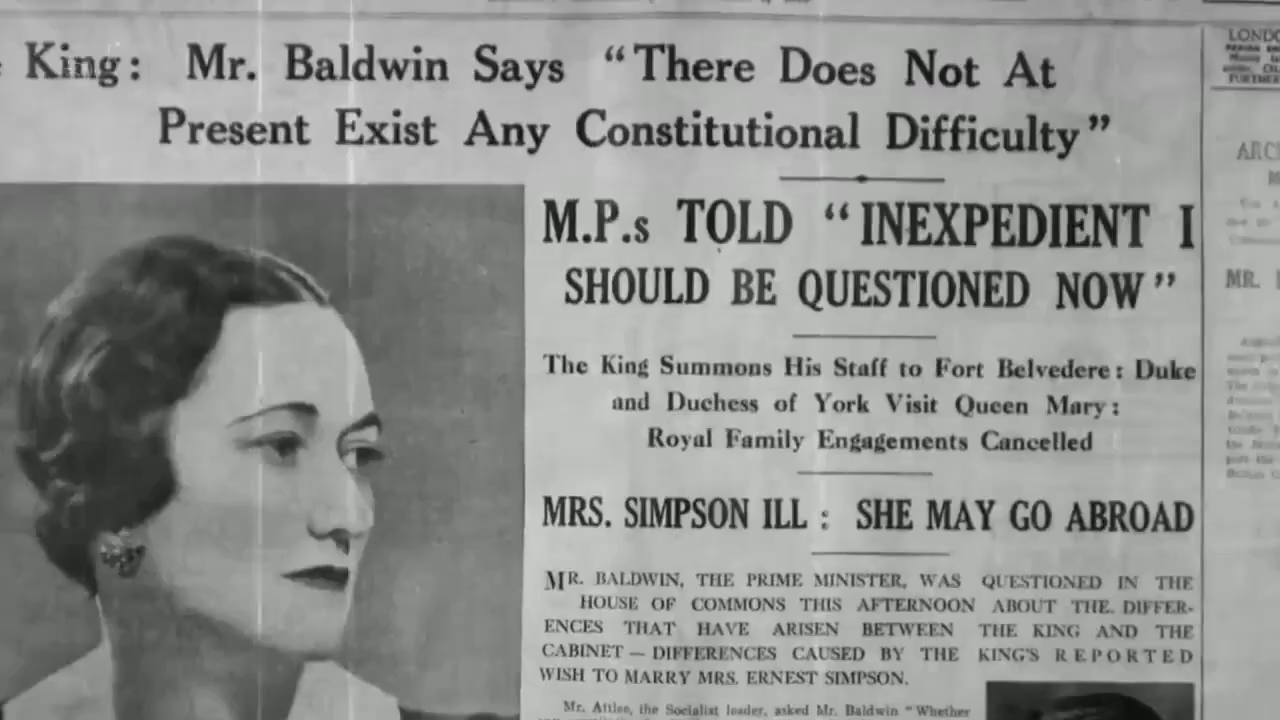 King: Mr. Baldwin Says “There Does Not At
Present Exist Any Constitutional Difficulty”
M.P.s TOLD “INEXPEDIENT I
SHOULD BE QUESTIONED NOW”
The King Summons His Staff to Fort Belvedere: Duke
and Duchess of York Visit Queen Mary:
Royal Family Engagements Cancelled
MRS. SIMPSON ILL: SHE MAY GO ABROAD
MR. BALDWIN, THE PRIME MINISTER, WAS QUESTIONED IN THE
HOUSE OF COMMONS THIS AFTERNOON ABOUT THE DIFFER-
ENCES THAT HAVE ARISEN BETWEEN THE KING AND THE
CABINET — DIFFERENCES CAUSED BY THE KING'S REPORTED
WISH TO MARRY MRS. ERNEST SIMPSON.
Mr. Attlee, the Socialist leader, asked Mr. Baldwin “Whether
LONDO
FURTHER
ARC
MR.